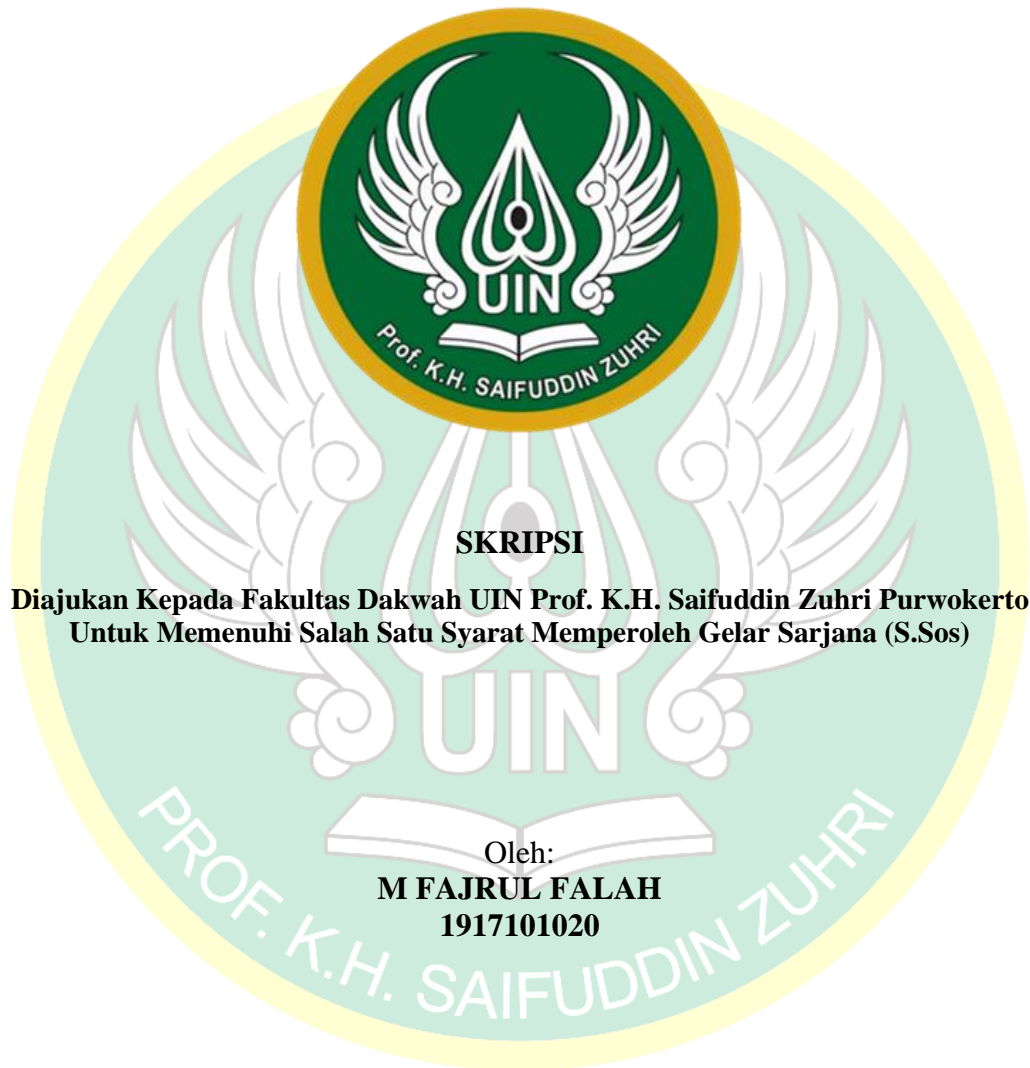 UIN
Prof. K.H. SAIFUDDIN ZUHRI
SKRIPSI
Diajukan Kepada Fakultas Dakwah UIN Prof. K.H. Saifuddin Zuhri Purwokerto
Untuk Memenuhi Salah Satu Syarat Memperoleh Gelar Sarjana (S.Sos)
UIN
Oleh:
M FAJRUL FALAH
1917101020
PROF. K.H. SAIFUDDIN ZUHRI